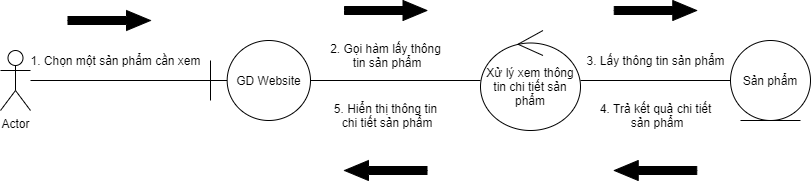 1. Chọn một sản phẩm cần xem
Actor
GD Website
2. Gọi hàm lấy thông
tin sản phẩm
5. Hiển thị thông tin
chi tiết sản phẩm
Xử lý xem thông
tin chi tiết sản
phẩm
3. Lấy thông tin sản phẩm
4. Trả kết quả chi tiết
sản phẩm
Sản phẩm